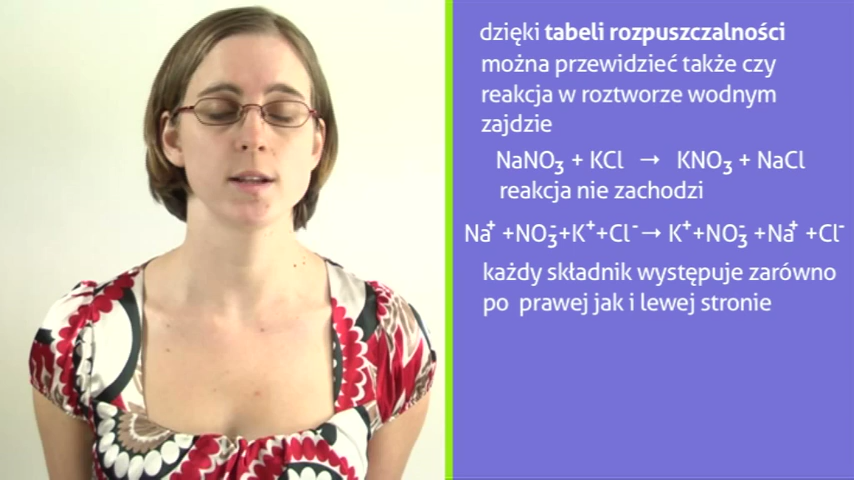 dzięki tabeli rozpuszczalności
można przewidzieć także czy
reakcja w roztworze wodnym
zajdzie
NaNO₃ + KCl → KNO₃ + NaCl
reakcja nie zachodzi
Na⁺ +NO₃⁻+K⁺+Cl⁻→ K⁺+NO₃⁻ +Na⁺ +Cl⁻
każdy składnik występuje zarówno
po prawej jak i lewej stronie